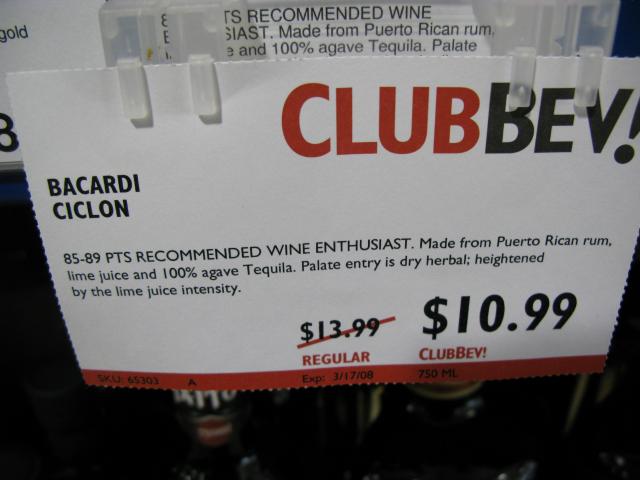 gold
TS RECOMMENDED WINE
SIAST. Made from Puerto Rican rum,
e and 100% agave Tequila. Palate
8
CLUBBEV!
BACARDI
CICLON
85-89 PTS RECOMMENDED WINE ENTHUSIAST. Made from Puerto Rican rum,
lime juice and 100% agave Tequila. Palate entry is dry herbal; heightened
by the lime juice intensity.
$13.99 $10.99
REGULAR CLUBBEV!
SKU: 65303 A Exp: 3/17/08 750 ML